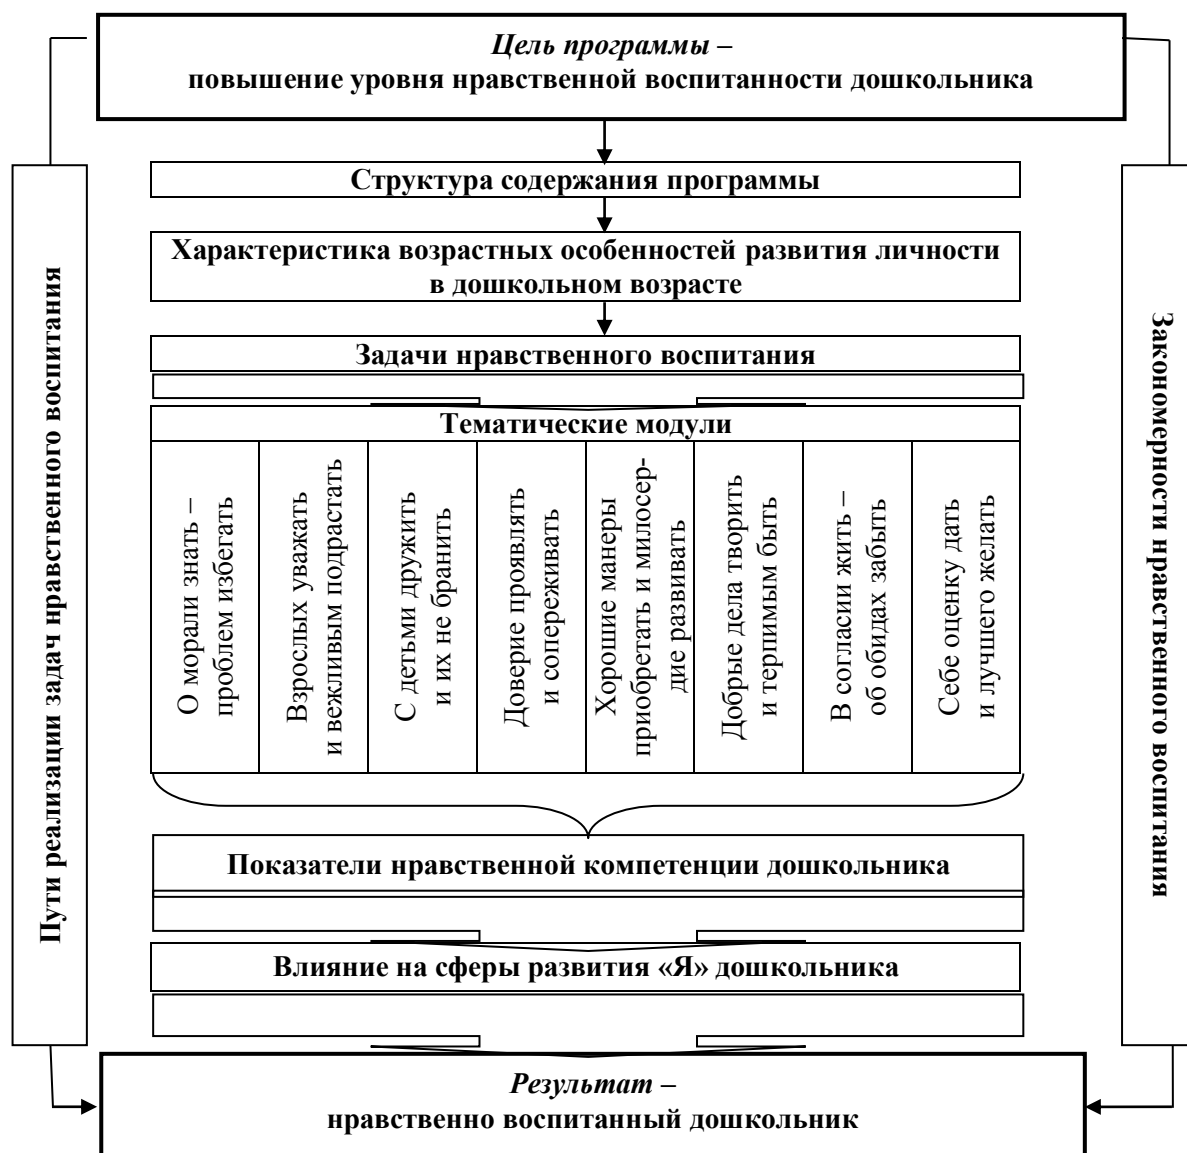 Цель программы –
повышение уровня нравственной воспитанности дошкольника
Структура содержания программы
Характеристика возрастных особенностей развития личности
в дошкольном возрасте
Задачи нравственного воспитания
Тематические модули
О морали знать –
проблем избегать
Взрослых уважать
и вежливым подрастать
С детьми дружить
и их не бранить
Доверие проявлять
и сопереживать
Хорошие манеры
приобретать и милосер-
дие развивать
Добрые дела творить
и терпимым быть
В согласии жить –
об обидах забыть
Себе оценку дать
и лучшего желать
Показатели нравственной компетенции дошкольника
Влияние на сферы развития «Я» дошкольника
Результат –
нравственно воспитанный дошкольник
Пути реализации задач нравственного воспитания
Закономерности нравственного воспитания